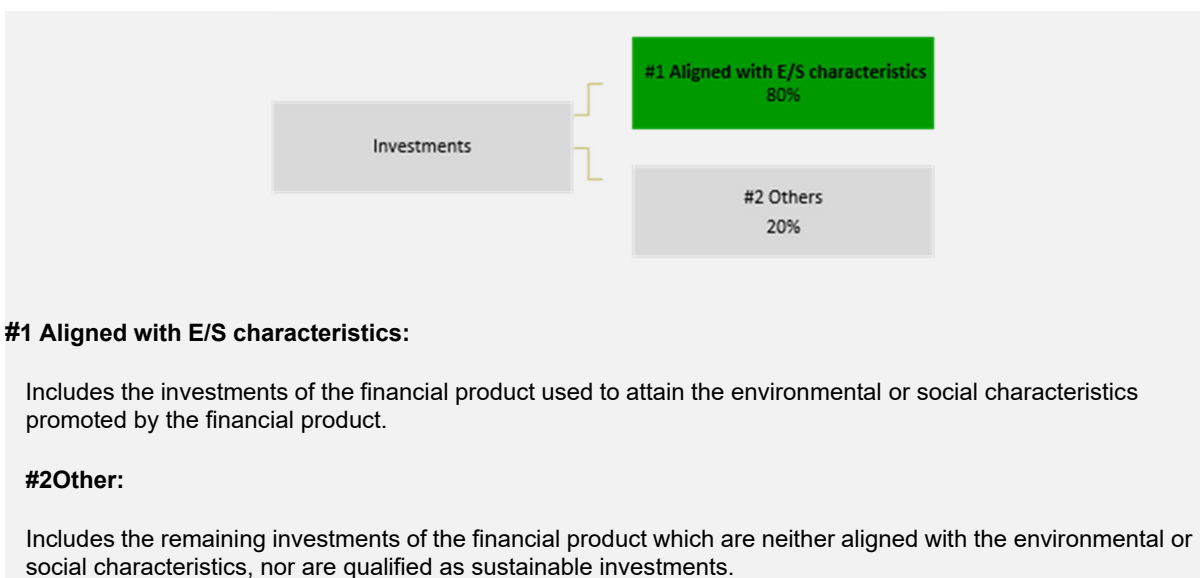 #1 Aligned with E/S characteristics
80%
Investments
#2 Others
20%
#1 Aligned with E/S characteristics:
Includes the investments of the financial product used to attain the environmental or social characteristics
promoted by the financial product.
#2Other:
Includes the remaining investments of the financial product which are neither aligned with the environmental or
social characteristics, nor are qualified as sustainable investments.